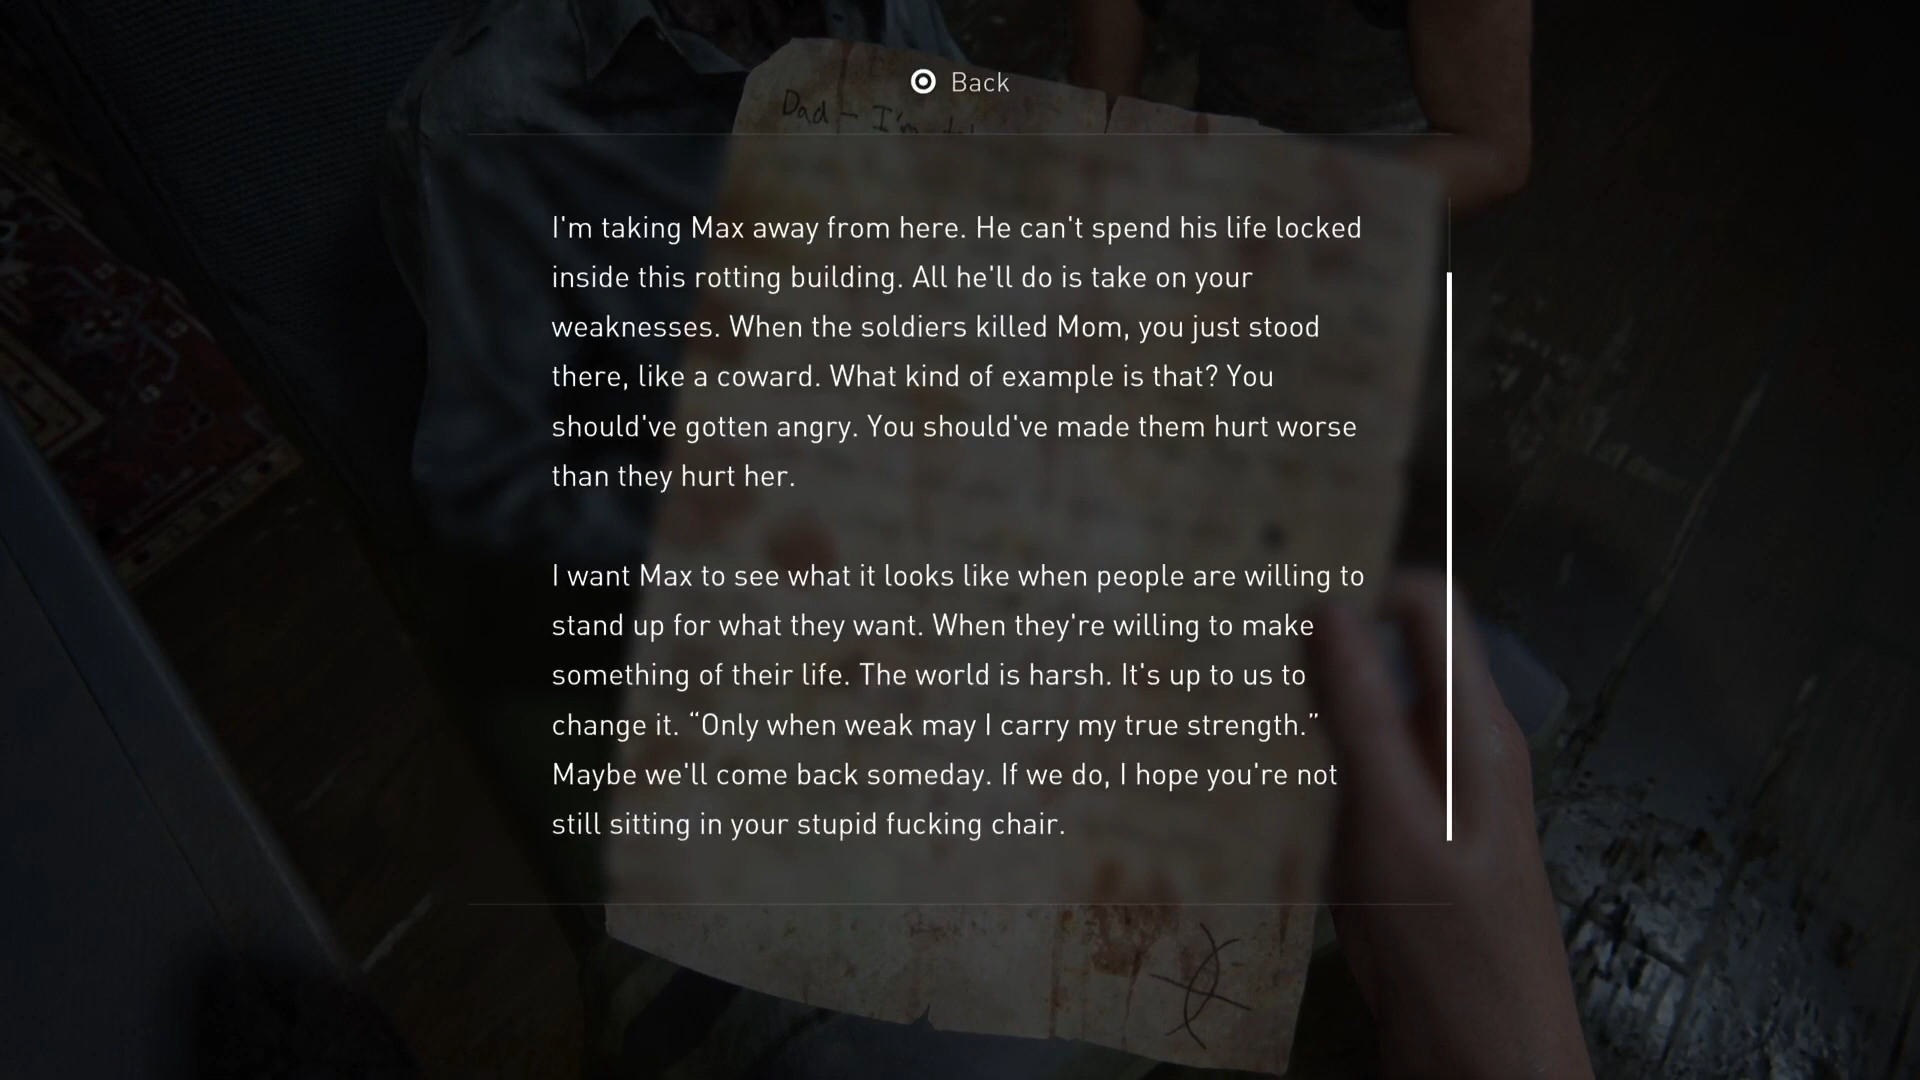 Back
Dad - I'm
I'm taking Max away from here. He can't spend his life locked
inside this rotting building. All he'll do is take on your
weaknesses. When the soldiers killed Mom, you just stood
there, like a coward. What kind of example is that? You
should've gotten angry. You should've made them hurt worse
than they hurt her.
I want Max to see what it looks like when people are willing to
stand up for what they want. When they're willing to make
something of their life. The world is harsh. It's up to us to
change it. “Only when weak may I carry my true strength.”
Maybe we'll come back someday. If we do, I hope you're not
still sitting in your stupid fucking chair.